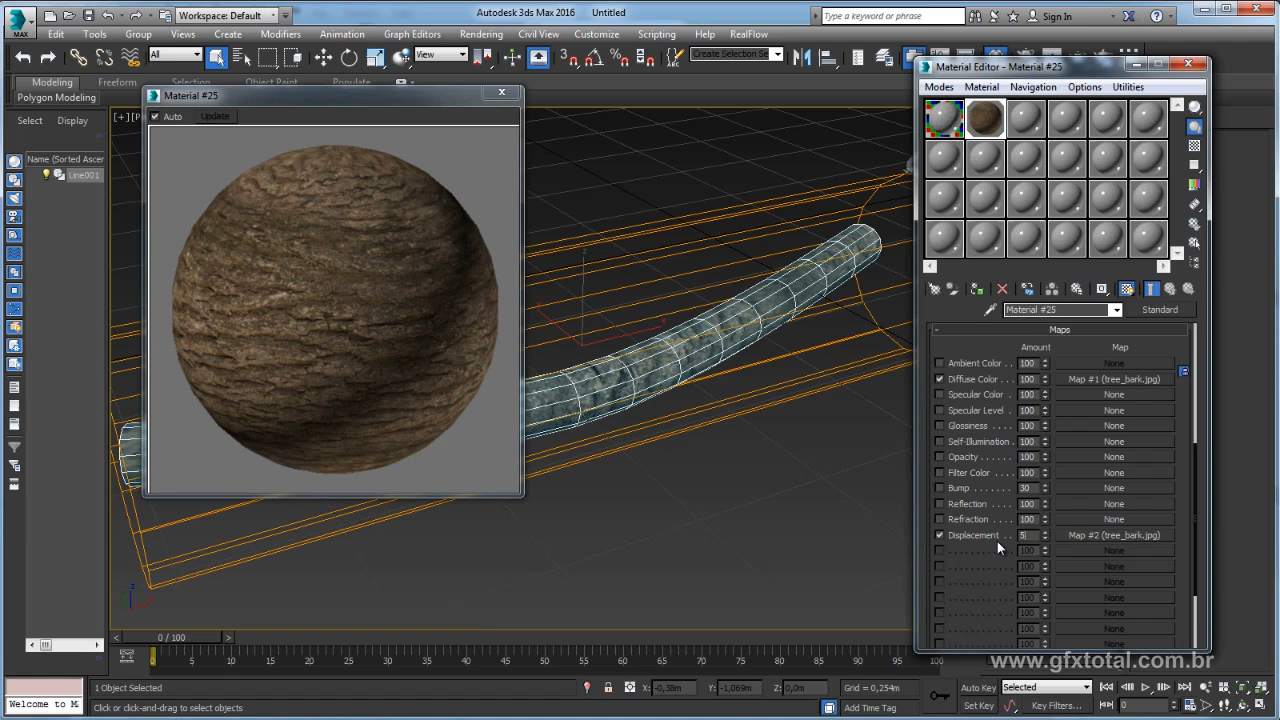 MAX
Workspace: Default
Autodesk 3ds Max 2016    Untitled
Type a keyword or phrase
Sign In
Edit Tools Group Views Create Modifiers Animation Graph Editors Rendering Civil View Customize Scripting Help RealFlow
All
View
Create Selection Se
Modeling Freeform Selection Object Paint Populate
Polygon Modeling
Select Display
Name (Sorted Ascen
Line001
Material #25
Auto Update
Material Editor - Material #25
Modes Material Navigation Options Utilities
Material #25
Standard
Maps
Amount Map
Ambient Color . . 100 None
Diffuse Color . . . 100 Map #1 (tree_bark.jpg)
Specular Color . 100 None
Specular Level . 100 None
Glossiness . . . . 100 None
Self-Illumination . 100 None
Opacity . . . . . . 100 None
Filter Color . . . . 100 None
Bump . . . . . . . 30 None
Reflection . . . . 100 None
Refraction . . . . 100 None
Displacement . . 5 Map #2 (tree_bark.jpg)
. . . . . . . . . . . . 100 None
. . . . . . . . . . . . 100 None
. . . . . . . . . . . . 100 None
. . . . . . . . . . . . 100 None
. . . . . . . . . . . . 100 None
. . . . . . . . . . . . 100 None
. . . . . . . . . . . . 100 None
0 / 100
0 5 10 15 20 25 30 35 40 45 50 55 60 65 70 75 80 85 90 95 100
www.gfxtotal.com.br
1 Object Selected
X: -0,38m Y: -1,069m Z: 0,0m
Grid = 0,254m
Auto Key Selected
Welcome to M
Click or click-and-drag to select objects
Add Time Tag
Set Key Key Filters...
0